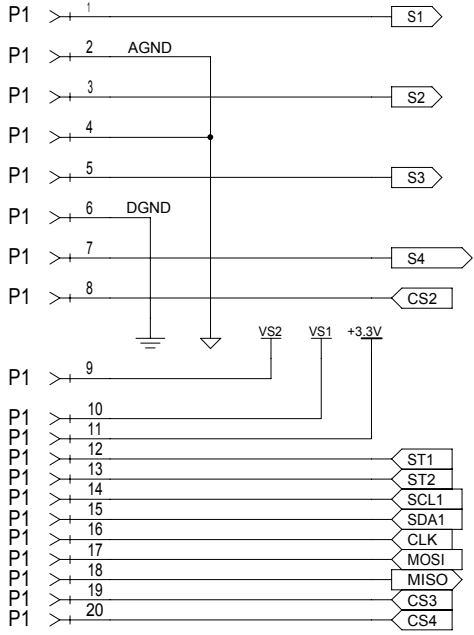 P1 1 S1
P1 2 AGND
P1 3 S2
P1 4
P1 5 S3
P1 6 DGND
P1 7 S4
P1 8 CS2
VS2 VS1 +3.3V
P1 9
P1 10
P1 11
P1 12 ST1
P1 13 ST2
P1 14 SCL1
P1 15 SDA1
P1 16 CLK
P1 17 MOSI
P1 18 MISO
P1 19 CS3
P1 20 CS4